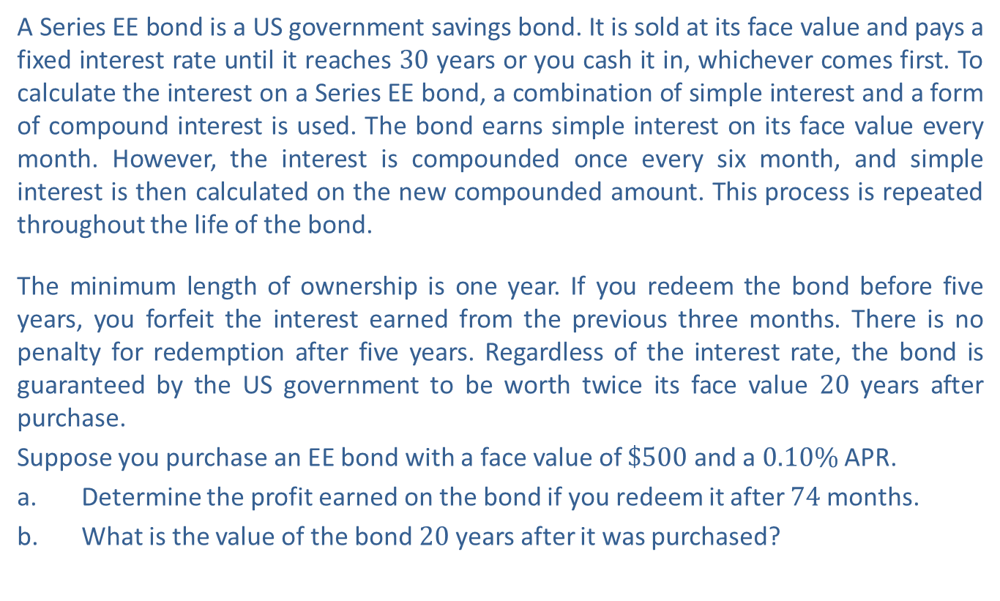 A Series EE bond is a US government savings bond. It is sold at its face value and pays a
fixed interest rate until it reaches 30 years or you cash it in, whichever comes first. To
calculate the interest on a Series EE bond, a combination of simple interest and a form
of compound interest is used. The bond earns simple interest on its face value every
month. However, the interest is compounded once every six month, and simple
interest is then calculated on the new compounded amount. This process is repeated
throughout the life of the bond.
The minimum length of ownership is one year. If you redeem the bond before five
years, you forfeit the interest earned from the previous three months. There is no
penalty for redemption after five years. Regardless of the interest rate, the bond is
guaranteed by the US government to be worth twice its face value 20 years after
purchase.
Suppose you purchase an EE bond with a face value of $500 and a 0.10% APR.
a. Determine the profit earned on the bond if you redeem it after 74 months.
b. What is the value of the bond 20 years after it was purchased?